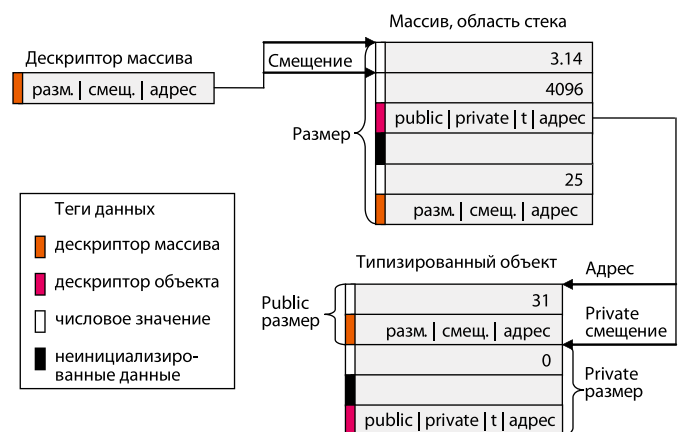 Массив, область стека
Дескриптор массива
разм. | смещ. | адрес
Смещение
Размер
3.14
4096
public | private | t | адрес
25
разм. | смещ. | адрес
Теги данных
дескриптор массива
дескриптор объекта
числовое значение
неинициализиро-
ванные данные
Типизированный объект
Адрес
Public
размер
31
разм. | смещ. | адрес
Private
смещение
0
Private
размер
public | private | t | адрес